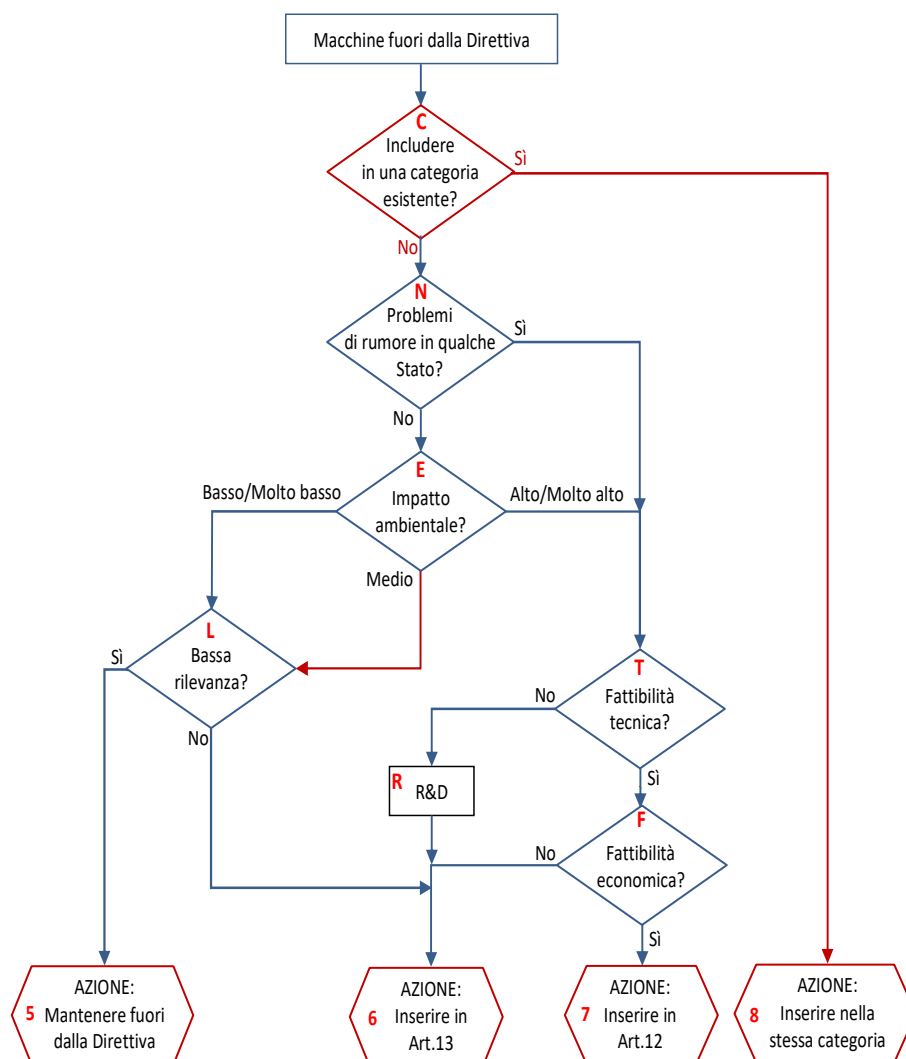 Macchine fuori dalla Direttiva
C
Includere
in una categoria
esistente?
Sì
No
N
Problemi
di rumore in qualche
Stato?
Sì
No
E
Impatto
ambientale?
Basso/Molto basso
Alto/Molto alto
Medio
L
Bassa
rilevanza?
Sì
No
T
Fattibilità
tecnica?
No
Sì
R
R&D
F
Fattibilità
economica?
No
Sì
AZIONE:
5 Mantenere fuori
dalla Direttiva
AZIONE:
6 Inserire in
Art.13
AZIONE:
7 Inserire in
Art.12
AZIONE:
8 Inserire nella
stessa categoria